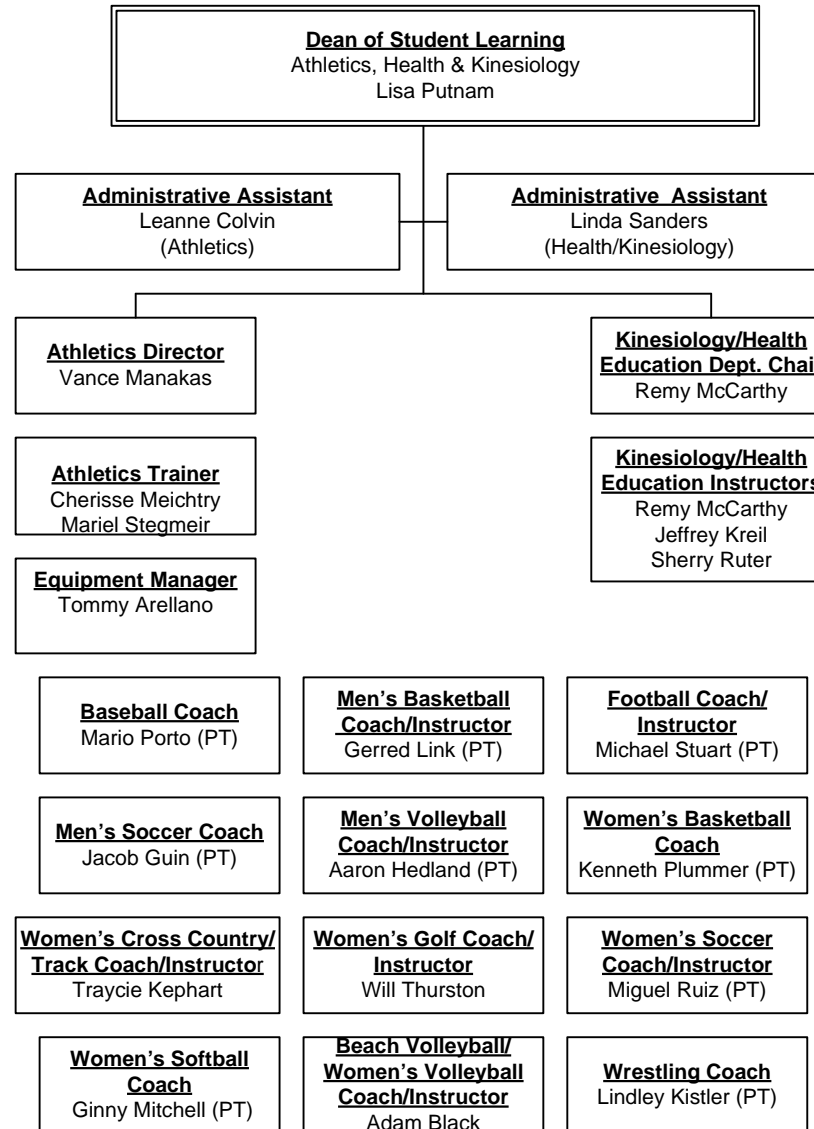 Dean of Student Learning
Athletics, Health & Kinesiology
Lisa Putnam
Administrative Assistant
Leanne Colvin
(Athletics)
Administrative Assistant
Linda Sanders
(Health/Kinesiology)
Athletics Director
Vance Manakas
Kinesiology/Health
Education Dept. Chai
Remy McCarthy
Athletics Trainer
Cherisse Meichtry
Mariel Stegmeir
Kinesiology/Health
Education Instructors
Remy McCarthy
Jeffrey Kreil
Sherry Ruter
Equipment Manager
Tommy Arellano
Baseball Coach
Mario Porto (PT)
Men's Basketball
Coach/Instructor
Gerred Link (PT)
Football Coach/
Instructor
Michael Stuart (PT)
Men's Soccer Coach
Jacob Guin (PT)
Men's Volleyball
Coach/Instructor
Aaron Hedland (PT)
Women's Basketball
Coach
Kenneth Plummer (PT)
Women's Cross Country/
Track Coach/Instructor
Traycie Kephart
Women's Golf Coach/
Instructor
Will Thurston
Women's Soccer
Coach/Instructor
Miguel Ruiz (PT)
Women's Softball
Coach
Ginny Mitchell (PT)
Beach Volleyball/
Women's Volleyball
Coach/Instructor
Adam Black
Wrestling Coach
Lindley Kistler (PT)